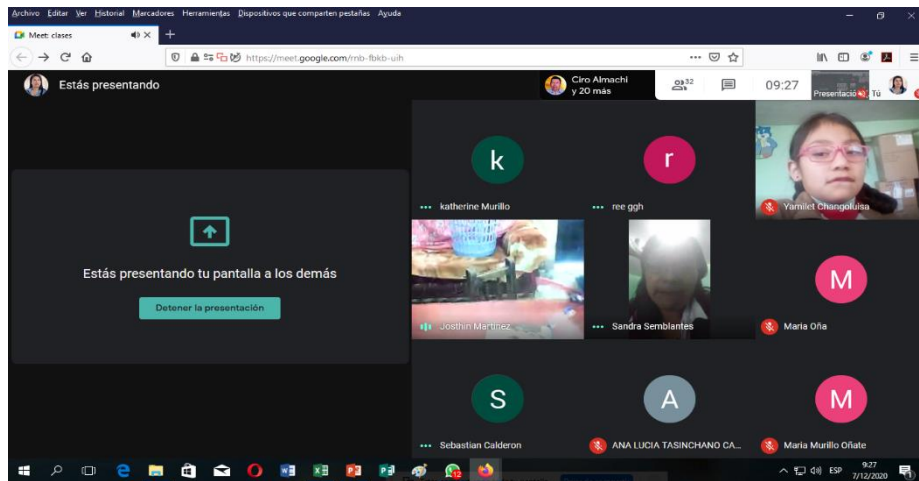 Archivo Editar Ver Historial Marcadores Herramientas Dispositivos que comparten pestañas Ayuda
Meet: clases
https://meet.google.com/rnb-fbkb-uih
Estás presentando
Ciro Almachi
y 20 más
32
09:27
Presentació
Tú
k
katherine Murillo
r
ree ggh
Yamilet Changoluisa
Estás presentando tu pantalla a los demás
Detener la presentación
Josthin Martinez
Sandra Semblantes
M
Maria Oña
S
Sebastian Calderon
A
ANA LUCIA TASINCHANO CA...
M
Maria Murillo Oñate
ESP
9:27
7/12/2020